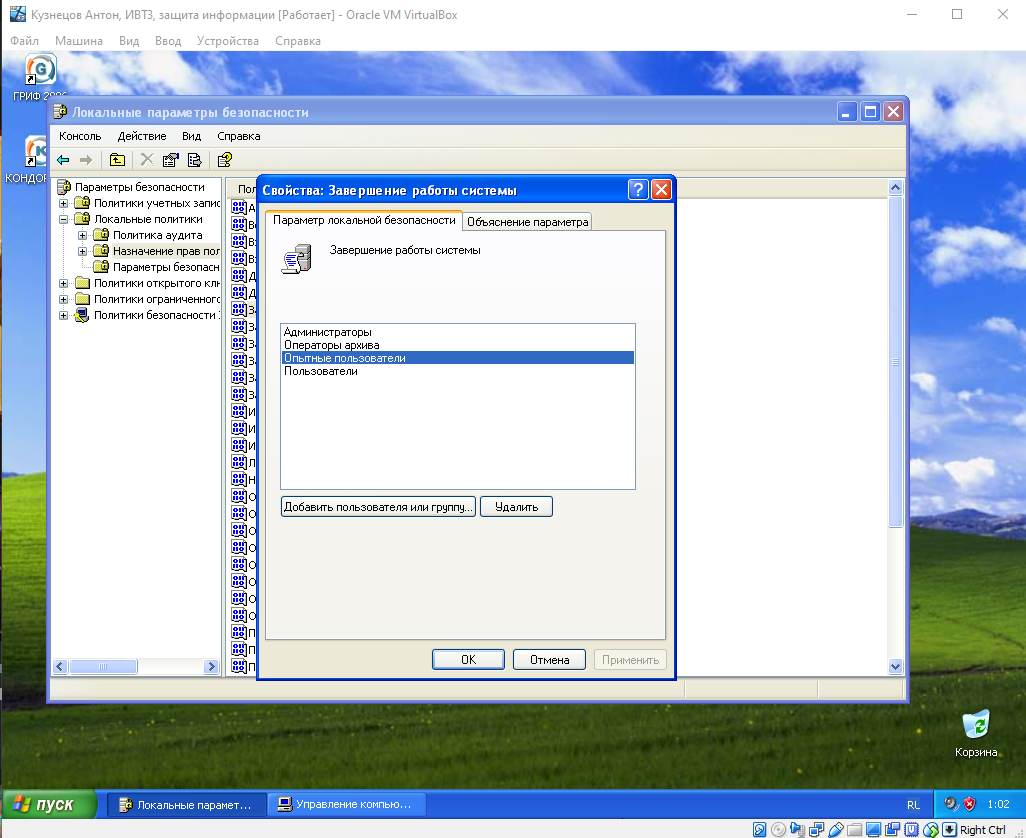 Кузнецов Антон, ИВТ3, защита информации [Работает] - Oracle VM VirtualBox
Файл Машина Вид Ввод Устройства Справка
ГРИФ 2006
КОНДОР
Локальные параметры безопасности
Консоль Действие Вид Справка
Параметры безопасности
Политики учетных запис
Локальные политики
Политика аудита
Назначение прав пол
Параметры безопасн
Политики открытого клю
Политики ограниченного
Политики безопасности
Пол
Свойства: Завершение работы системы
Параметр локальной безопасности Объяснение параметра
Завершение работы системы
Администраторы
Операторы архива
Опытные пользователи
Пользователи
Добавить пользователя или группу... Удалить
OK Отмена Применить
Корзина
пуск Локальные парамет... Управление компью... RL 1:02
Right Ctrl